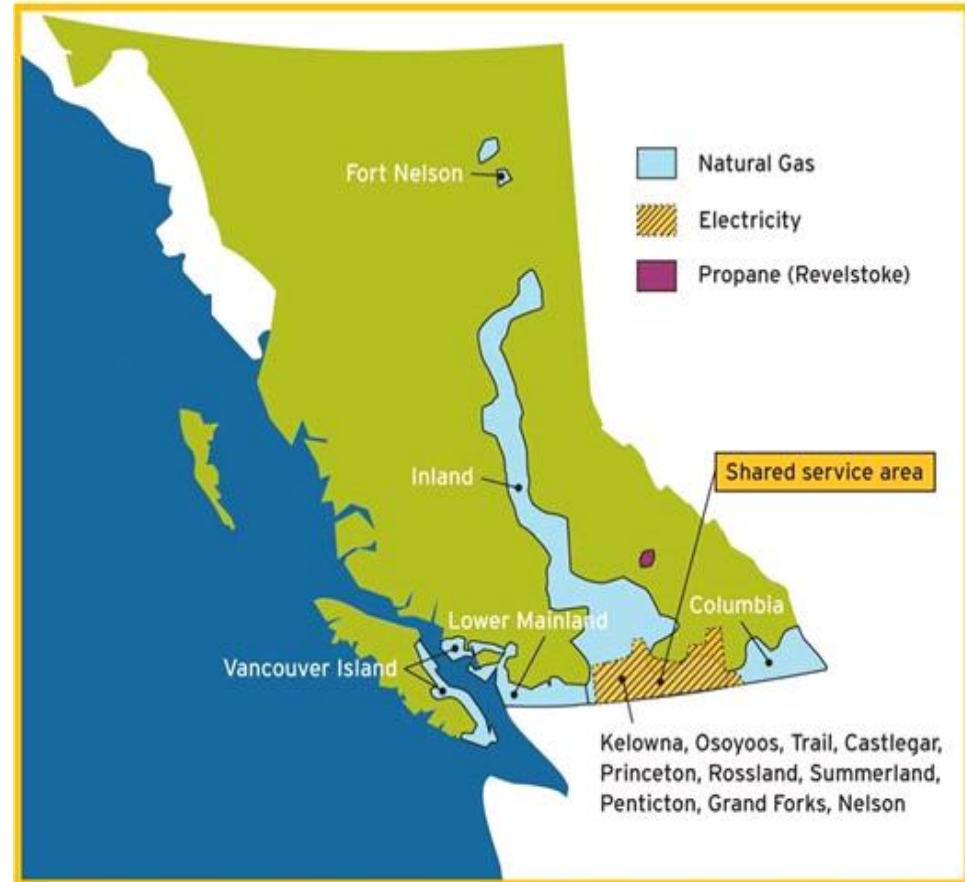 Fort Nelson
Natural Gas
Electricity
Propane (Revelstoke)
Inland
Shared service area
Columbia
Lower Mainland
Vancouver Island
Kelowna, Osoyoos, Trail, Castlegar,
Princeton, Rossland, Summerland,
Penticton, Grand Forks, Nelson